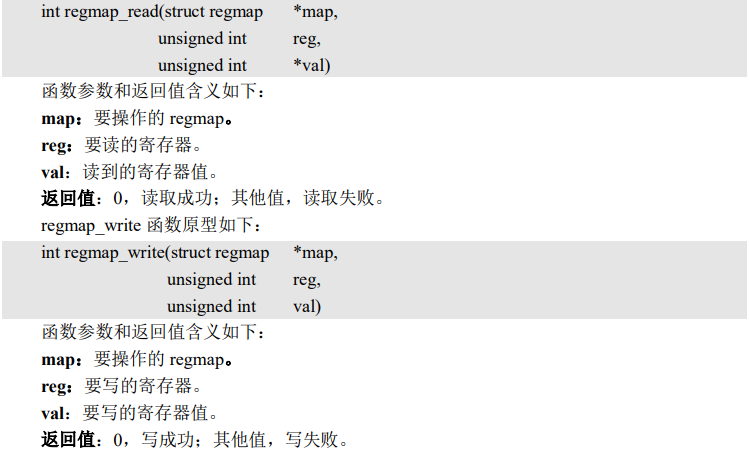 int regmap_read(struct regmap *map,
unsigned int reg,
unsigned int *val)
函数参数和返回值含义如下：
map：要操作的 regmap。
reg：要读的寄存器。
val：读到的寄存器值。
返回值：0，读取成功；其他值，读取失败。
regmap_write 函数原型如下：
int regmap_write(struct regmap *map,
unsigned int reg,
unsigned int val)
函数参数和返回值含义如下：
map：要操作的 regmap。
reg：要写的寄存器。
val：要写的寄存器值。
返回值：0，写成功；其他值，写失败。